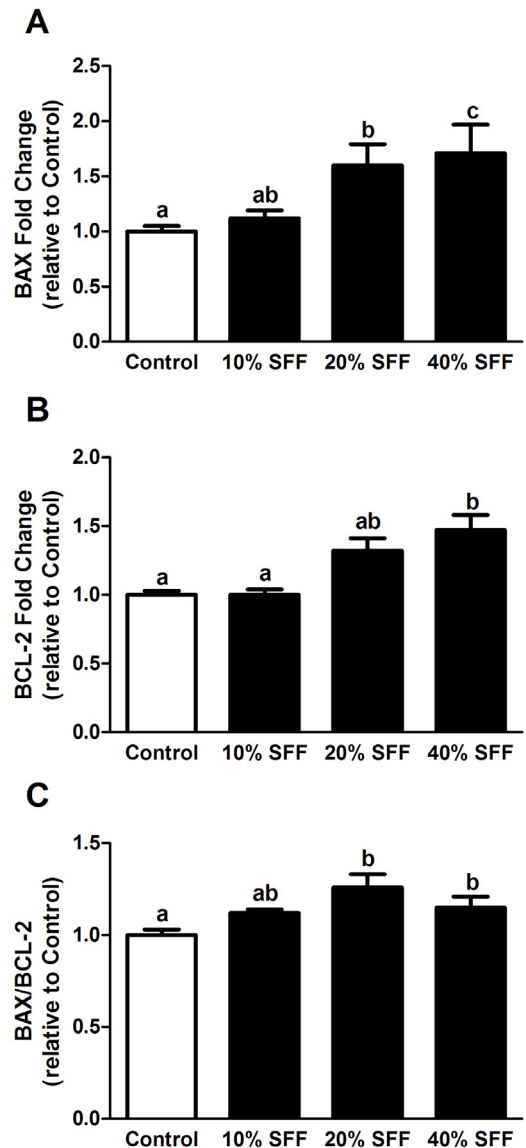 A
BAX Fold Change
(relative to Control)
2.5
2.0
1.5
1.0
0.5
0.0
a
ab
b
c
Control
10% SFF
20% SFF
40% SFF
B
BCL-2 Fold Change
(relative to Control)
2.0
1.5
1.0
0.5
0.0
a
a
ab
b
Control
10% SFF
20% SFF
40% SFF
C
BAX/BCL-2
(relative to Control)
1.5
1.0
0.5
0.0
a
ab
b
b
Control
10% SFF
20% SFF
40% SFF